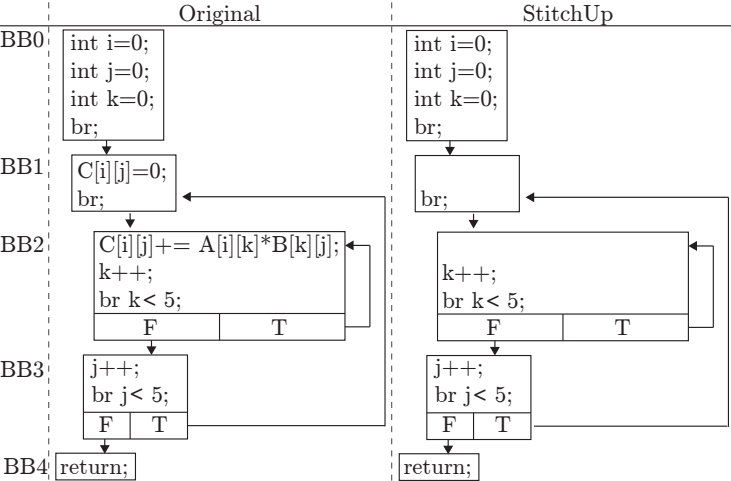 Original StitchUp
BB0
int i=0;
int j=0;
int k=0;
br;
int i=0;
int j=0;
int k=0;
br;
BB1
C[i][j]=0;
br;
br;
BB2
C[i][j]+= A[i][k]*B[k][j];
k++;
br k< 5;
F T
k++;
br k< 5;
F T
BB3
j++;
br j< 5;
F T
j++;
br j< 5;
F T
BB4
return;
return;